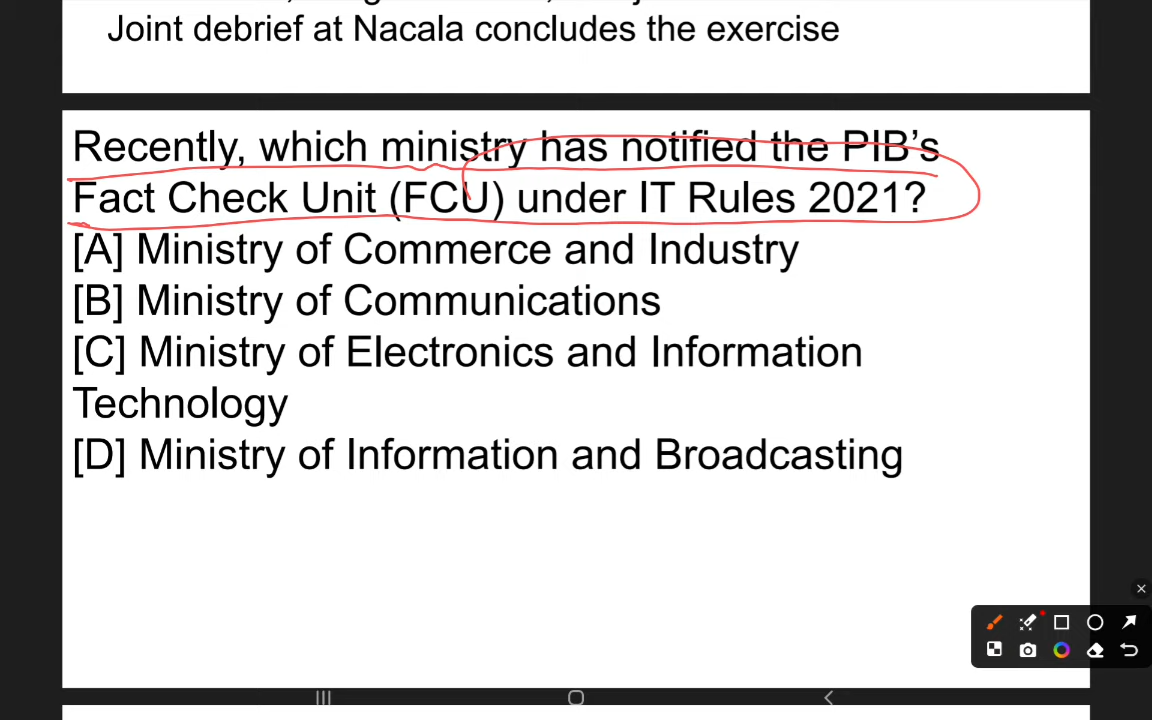 Joint debrief at Nacala concludes the exercise
Recently, which ministry has notified the PIB's
Fact Check Unit (FCU) under IT Rules 2021?
[A] Ministry of Commerce and Industry
[B] Ministry of Communications
[C] Ministry of Electronics and Information
Technology
[D] Ministry of Information and Broadcasting